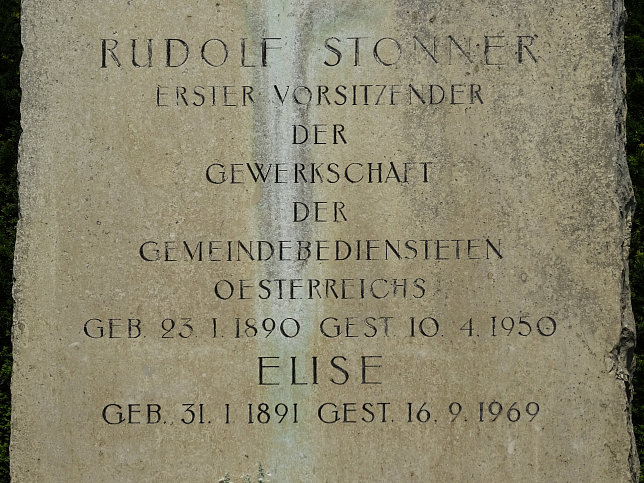 RUDOLF STONNER
ERSTER VORSITZENDER
DER
GEWERKSCHAFT
DER
GEMEINDEBEDIENSTETEN
OESTERREICHS
GEB. 23. 1. 1890 GEST. 10. 4. 1950
ELISE
GEB. 31. 1 1891 GEST. 16. 9. 1969